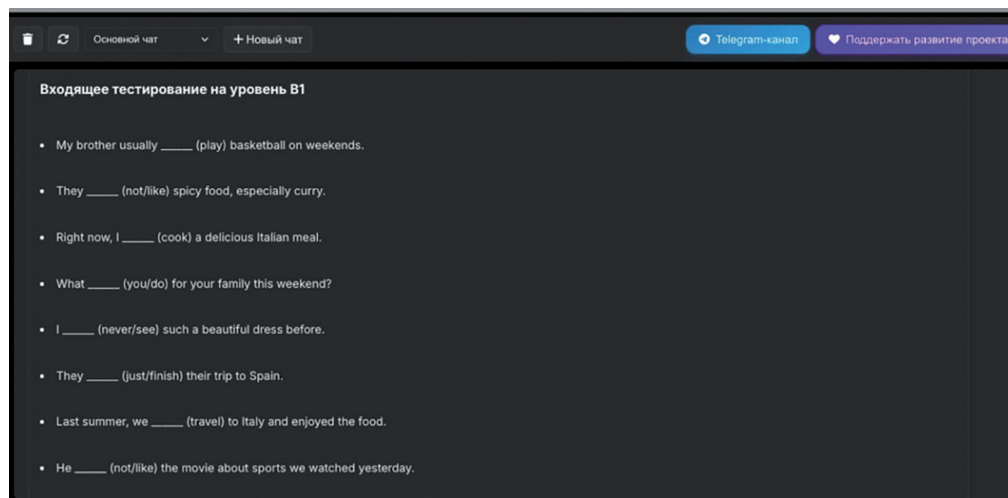 Основной чат
+ Новый чат
Telegram-канал
Поддержать развитие проекта
Входящее тестирование на уровень B1
• My brother usually _____ (play) basketball on weekends.
• They _____ (not/like) spicy food, especially curry.
• Right now, I _____ (cook) a delicious Italian meal.
• What _____ (you/do) for your family this weekend?
• I _____ (never/see) such a beautiful dress before.
• They _____ (just/finish) their trip to Spain.
• Last summer, we _____ (travel) to Italy and enjoyed the food.
• He _____ (not/like) the movie about sports we watched yesterday.